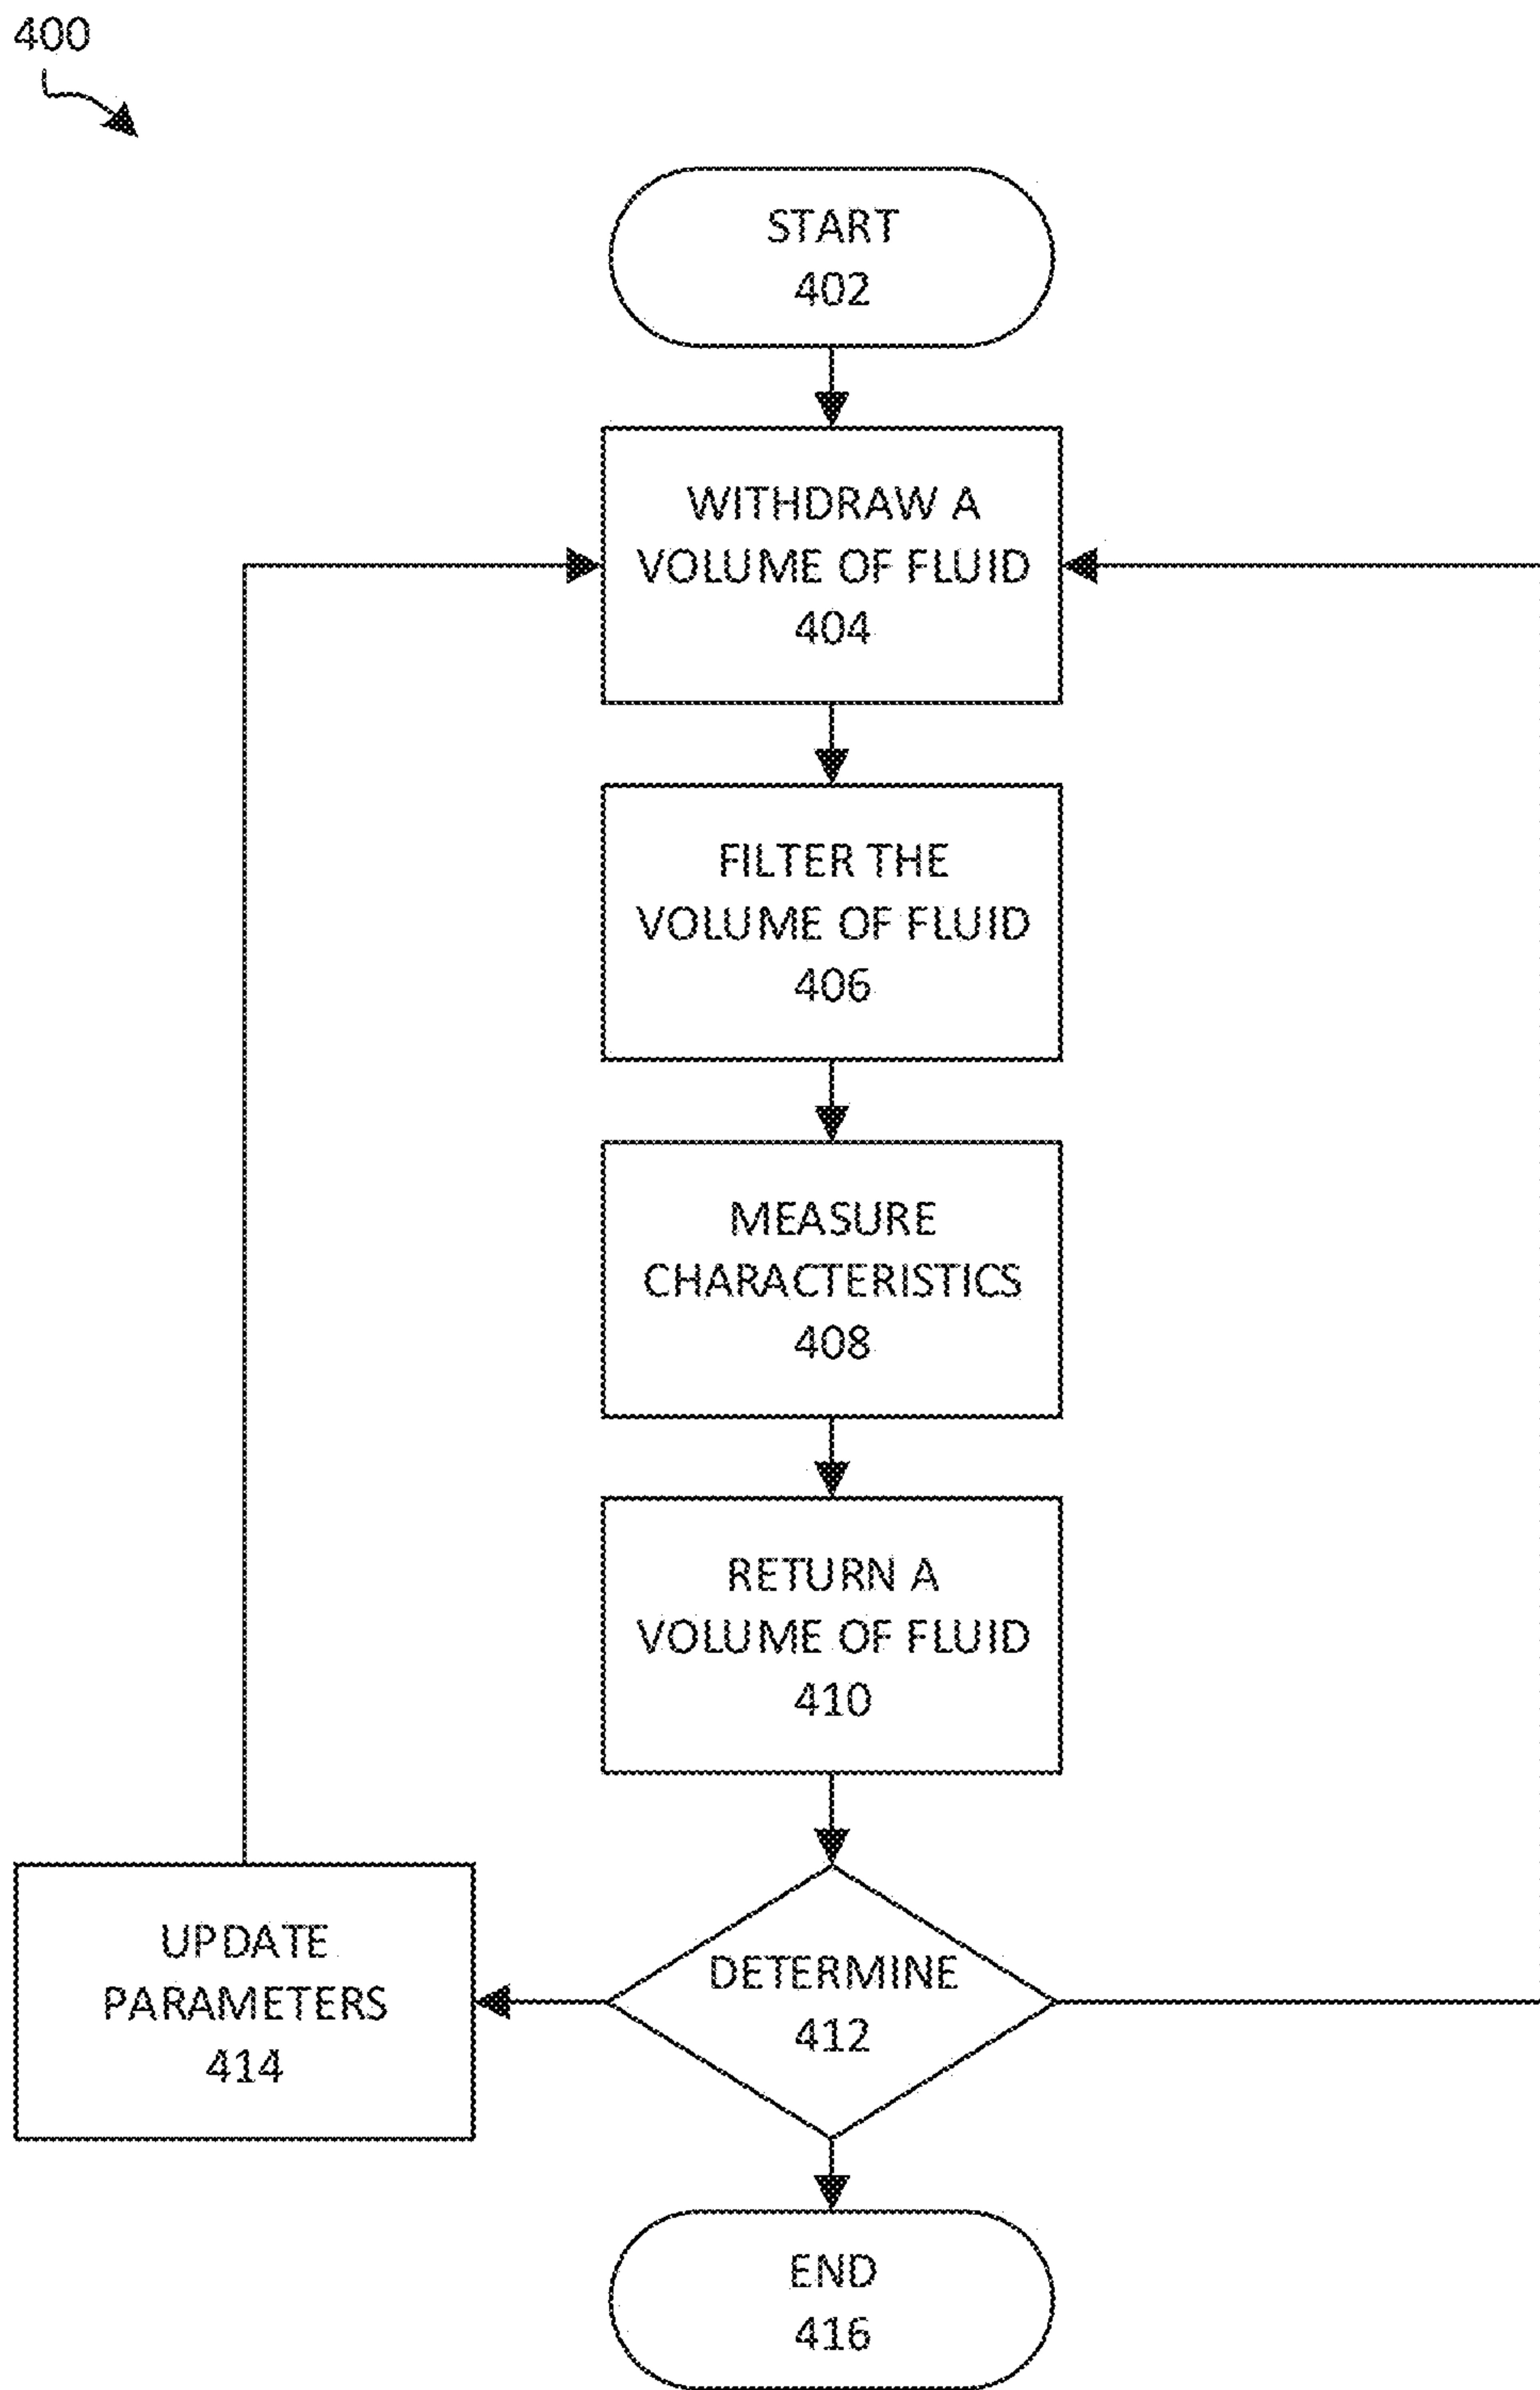 400
START
402
WITHDRAW A
VOLUME OF FLUID
404
FILTER THE
VOLUME OF FLUID
406
MEASURE
CHARACTERISTICS
408
RETURN A
VOLUME OF FLUID
410
UPDATE
PARAMETERS
414
DETERMINE
412
END
416